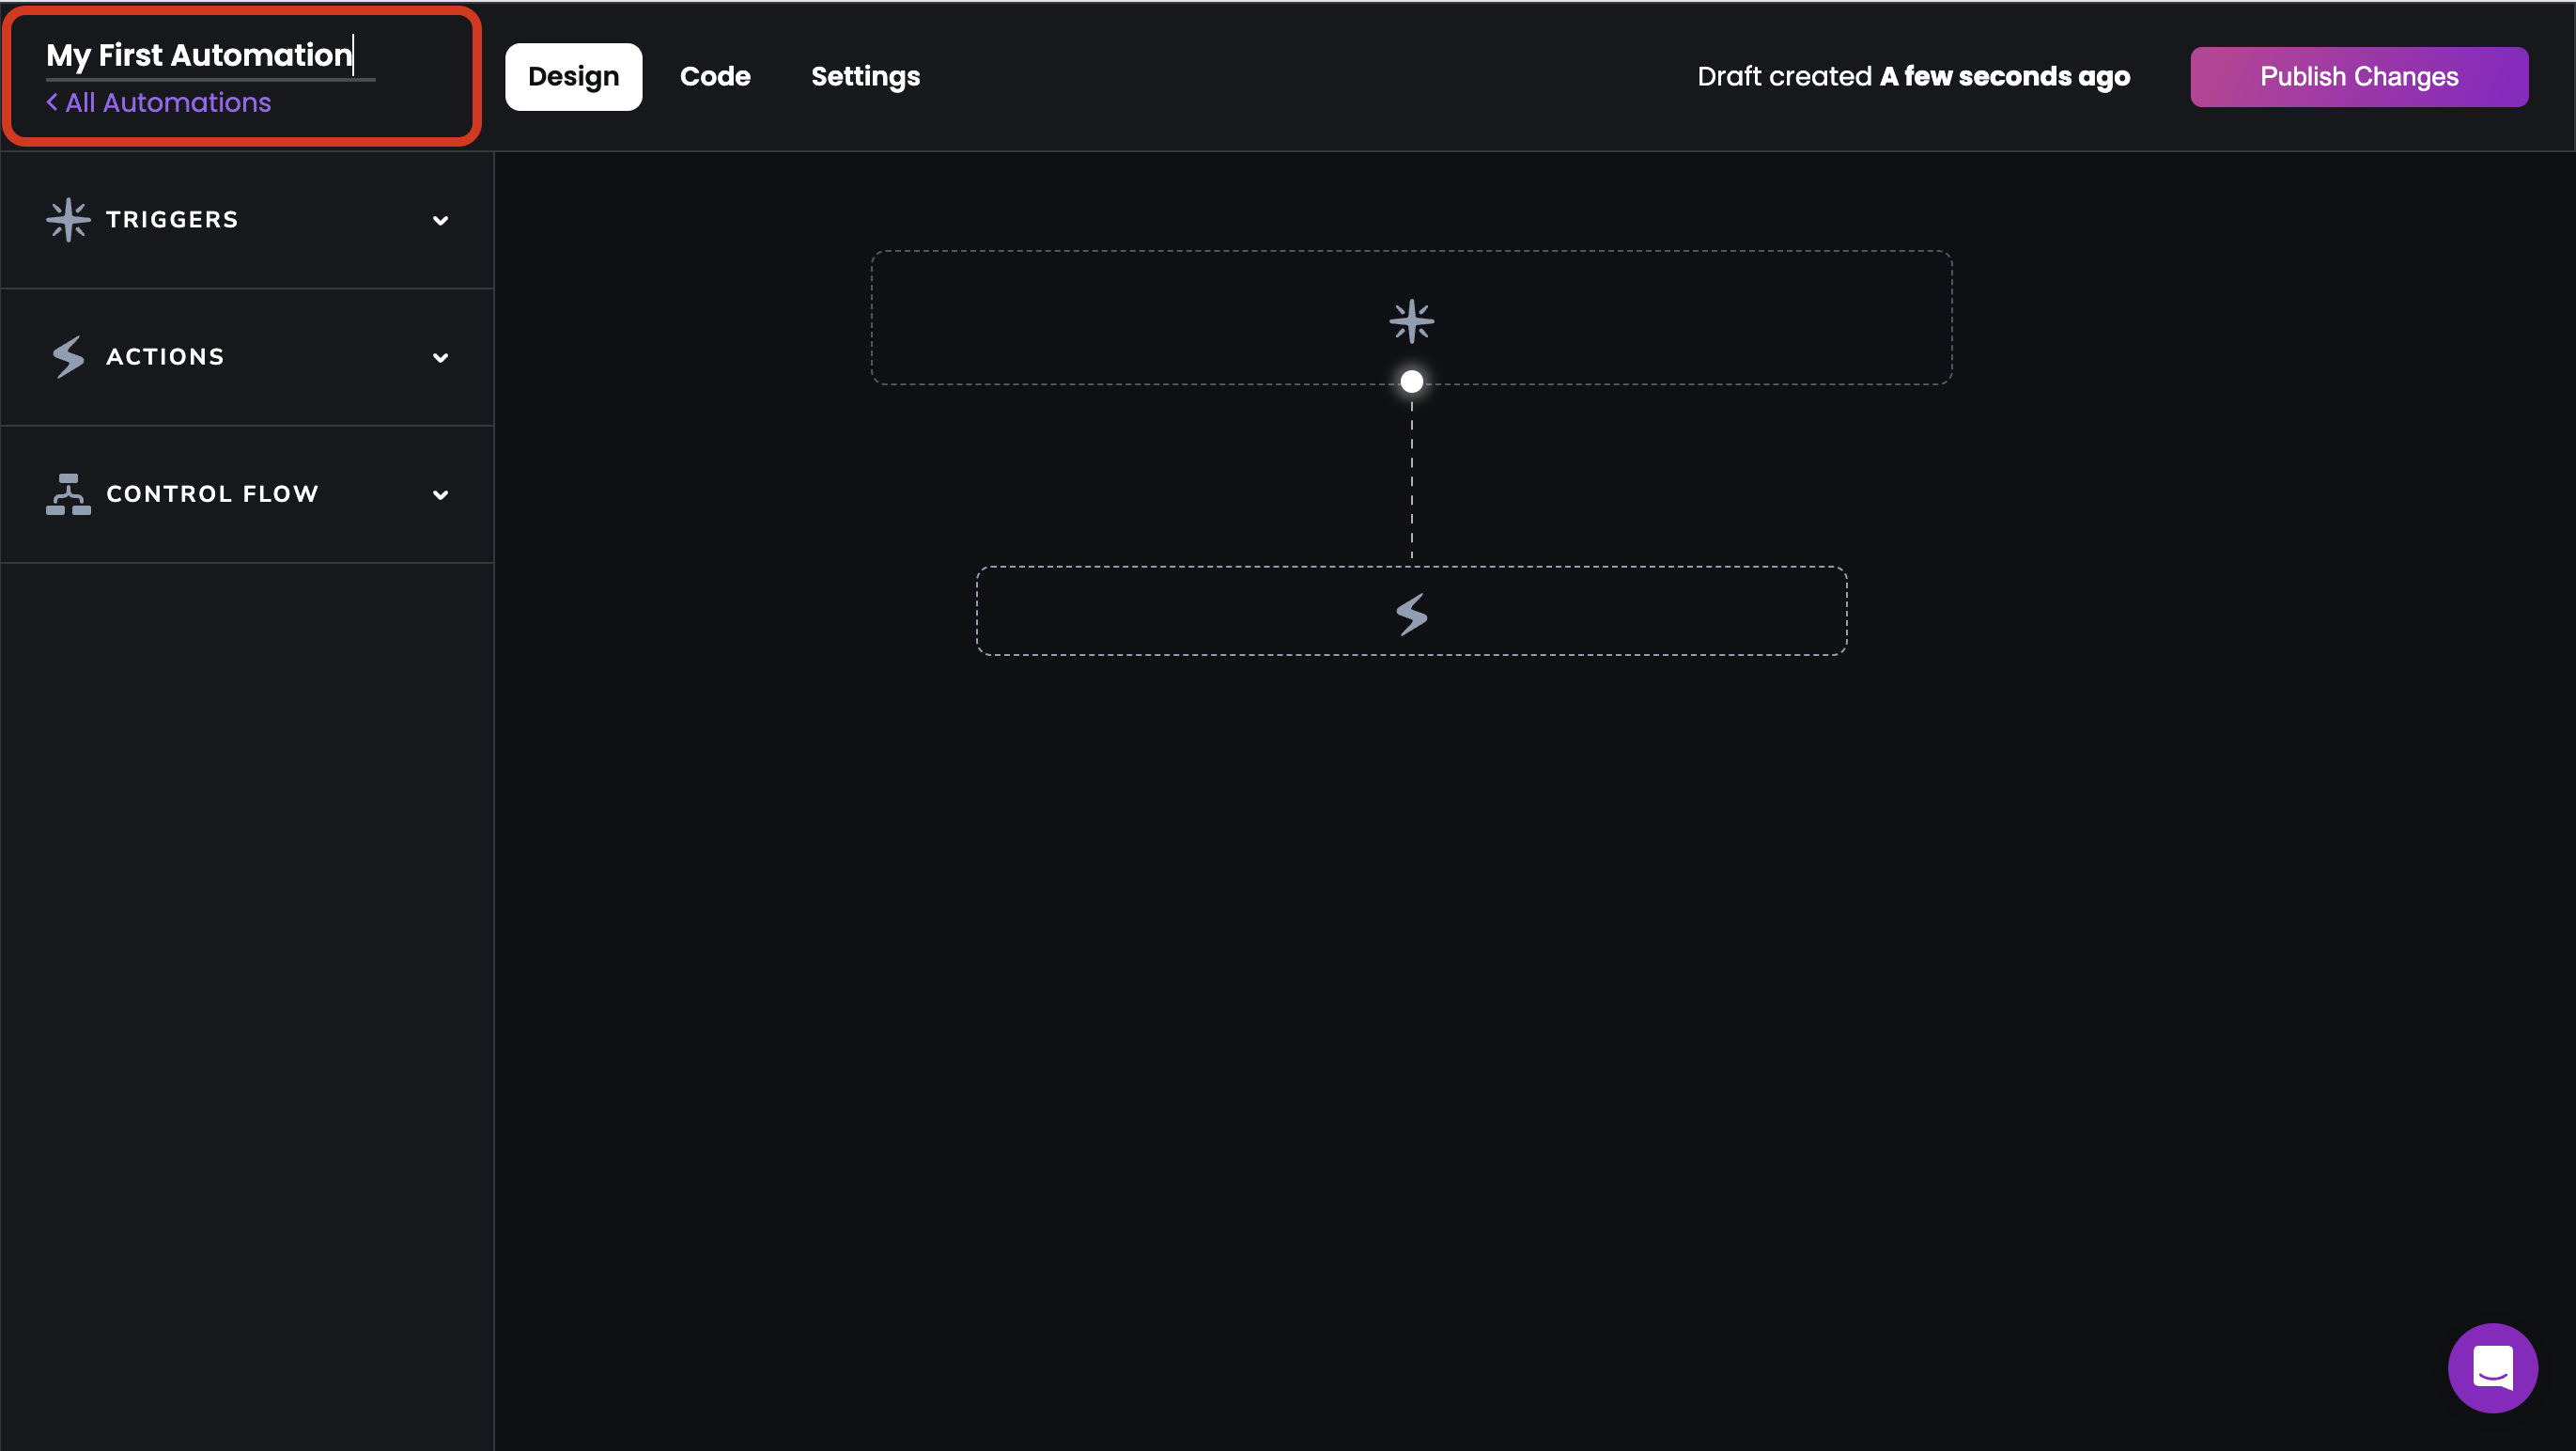 My First Automation
All Automations
Design
Code
Settings
Draft created A few seconds ago
Publish Changes
TRIGGERS
ACTIONS
CONTROL FLOW